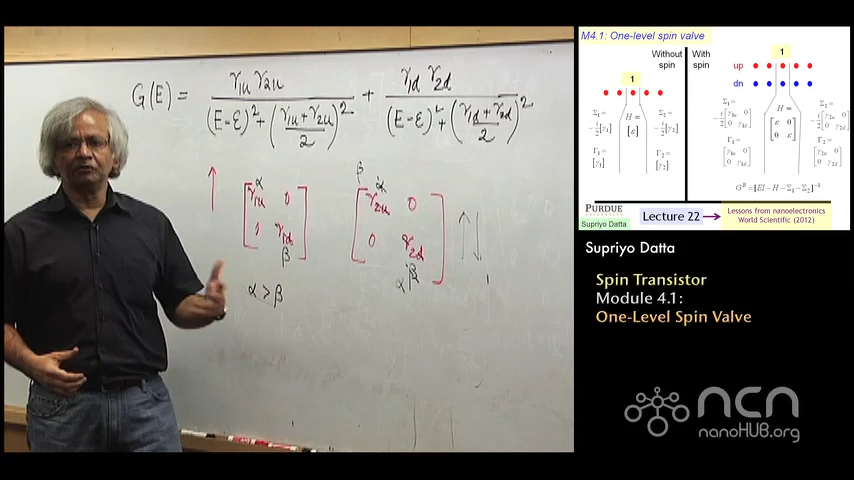 G(E) = γ1u γ2u / (E-ε)² + (γ1u + γ2u / 2)² + γ1d γ2d / (E-ε)² + (γ1d + γ2d / 2)²
↑ [ γ1u 0 ] [ γ2u 0 ] ↑ ↑↓
α β α
0 γ1d 0 γ2d
β α β
α > β
M4.1: One-level spin valve
Without spin
With spin
1
1
up
dn
Σ1 = -i/2 [γ1]
H = [ε]
Σ2 = -i/2 [γ2]
Γ1 = [γ1]
Γ2 = [γ2]
Σ1 = -i/2 [γ1u 0 0 γ1d]
H = [ε 0 0 ε]
Σ2 = -i/2 [γ2u 0 0 γ2d]
Γ1 = [γ1u 0 0 γ1d]
Γ2 = [γ2u 0 0 γ2d]
G^R = [EI - H - Σ1 - Σ2]^-1
PURDUE
Supriyo Datta
Lecture 22
Lessons from nanoelectronics
World Scientific (2012)
Supriyo Datta
Spin Transistor
Module 4.1:
One-Level Spin Valve
ncn
nanoHUB.org